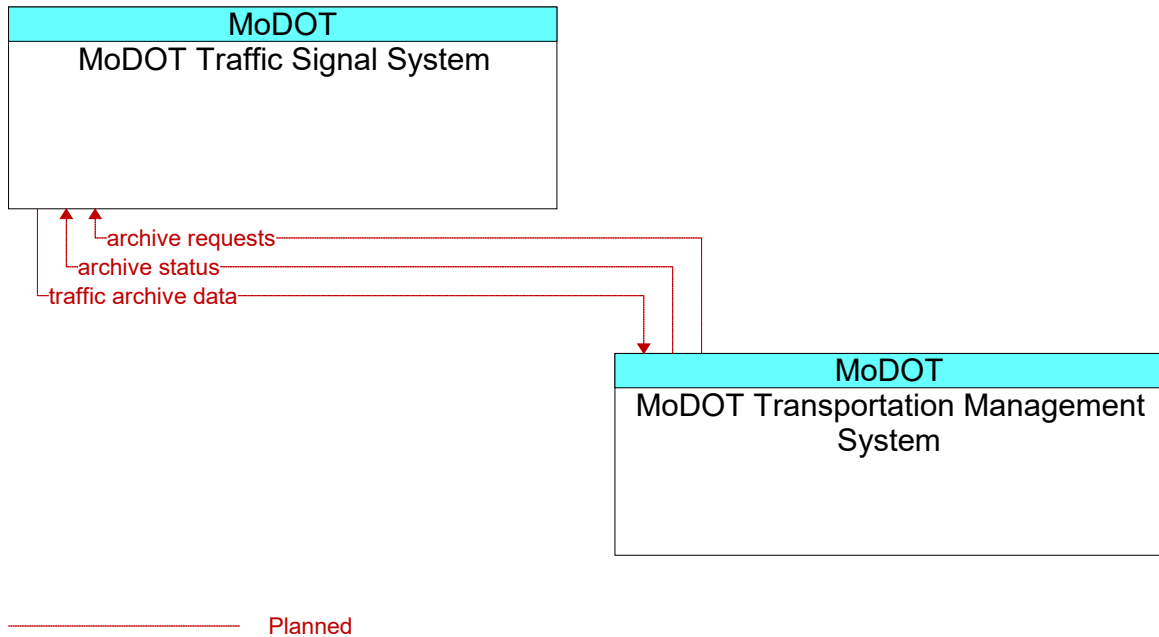 MoDOT
MoDOT Traffic Signal System
archive requests
archive status
traffic archive data
MoDOT
MoDOT Transportation Management
System
Planned